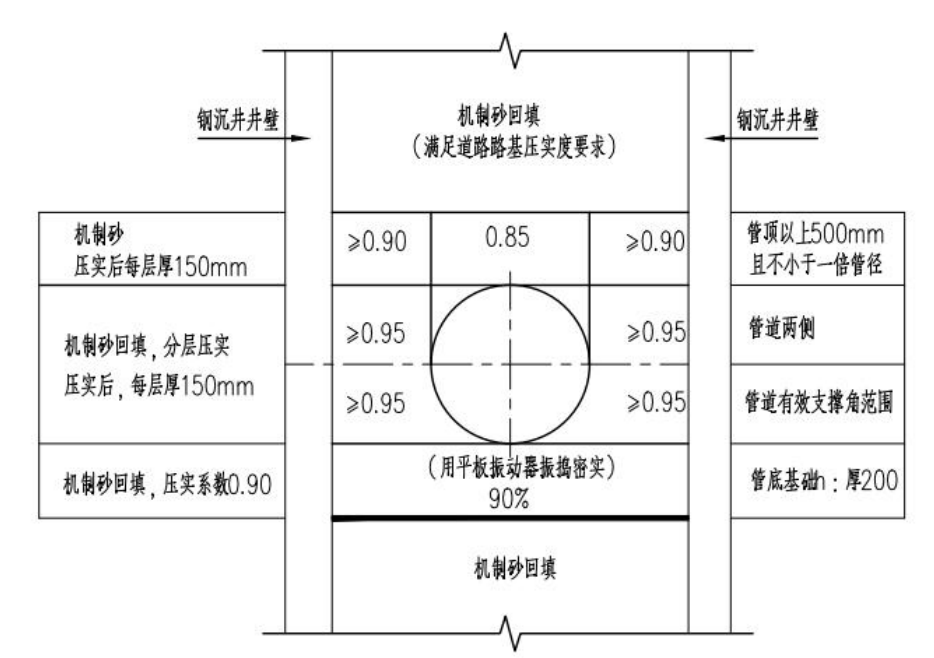 机制砂回填
(满足道路路基压实度要求)
钢沉井井壁
钢沉井井壁
机制砂
压实后每层厚150mm
≥0.90
0.85
≥0.90
管顶以上500mm
且不小于一倍管径
机制砂回填,分层压实
压实后,每层厚150mm
≥0.95
≥0.95
管道两侧
≥0.95
≥0.95
管道有效支撑角范围
机制砂回填,压实系数0.90
(用平板振动器振捣密实)
90%
管底基础h:厚200
机制砂回填